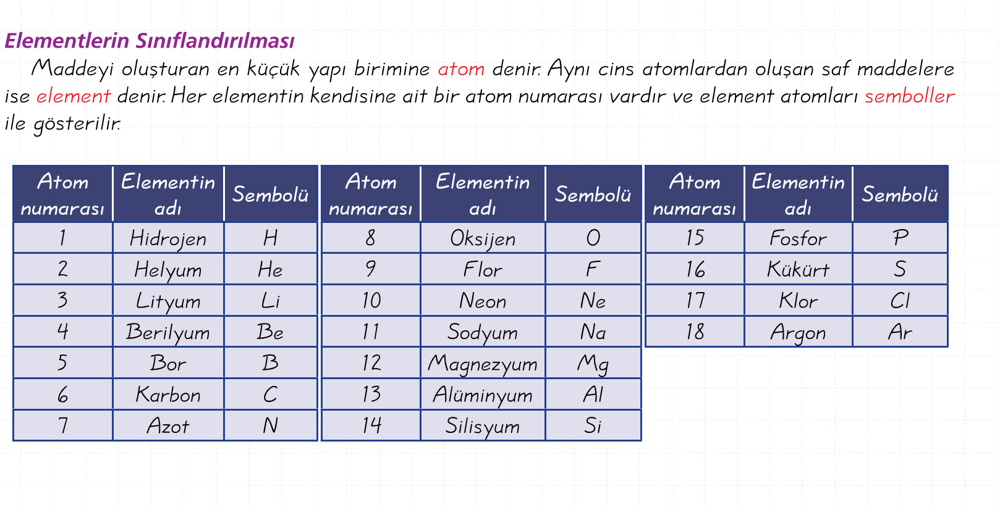 Elementlerin Sınıflandırılması
Maddeyi oluşturan en küçük yapı birimine atom denir. Aynı cins atomlardan oluşan saf maddelere
ise element denir. Her elementin kendisine ait bir atom numarası vardır ve element atomları semboller
ile gösterilir.
Atom numarası Elementin adı Sembolü Atom numarası Elementin adı Sembolü Atom numarası Elementin adı Sembolü
1 Hidrojen H 8 Oksijen O 15 Fosfor P
2 Helyum He 9 Flor F 16 Kükürt S
3 Lityum Li 10 Neon Ne 17 Klor Cl
4 Berilyum Be 11 Sodyum Na 18 Argon Ar
5 Bor B 12 Magnezyum Mg
6 Karbon C 13 Alüminyum Al
7 Azot N 14 Silisyum Si